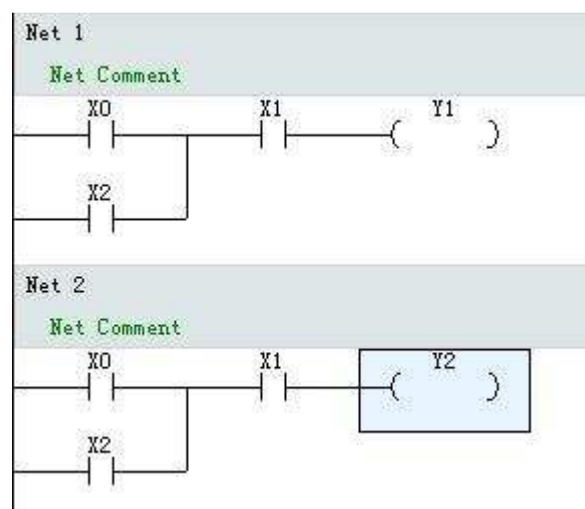 Net 1
Net Comment
X0 X1 Y1
X2
Net 2
Net Comment
X0 X1 Y2
X2